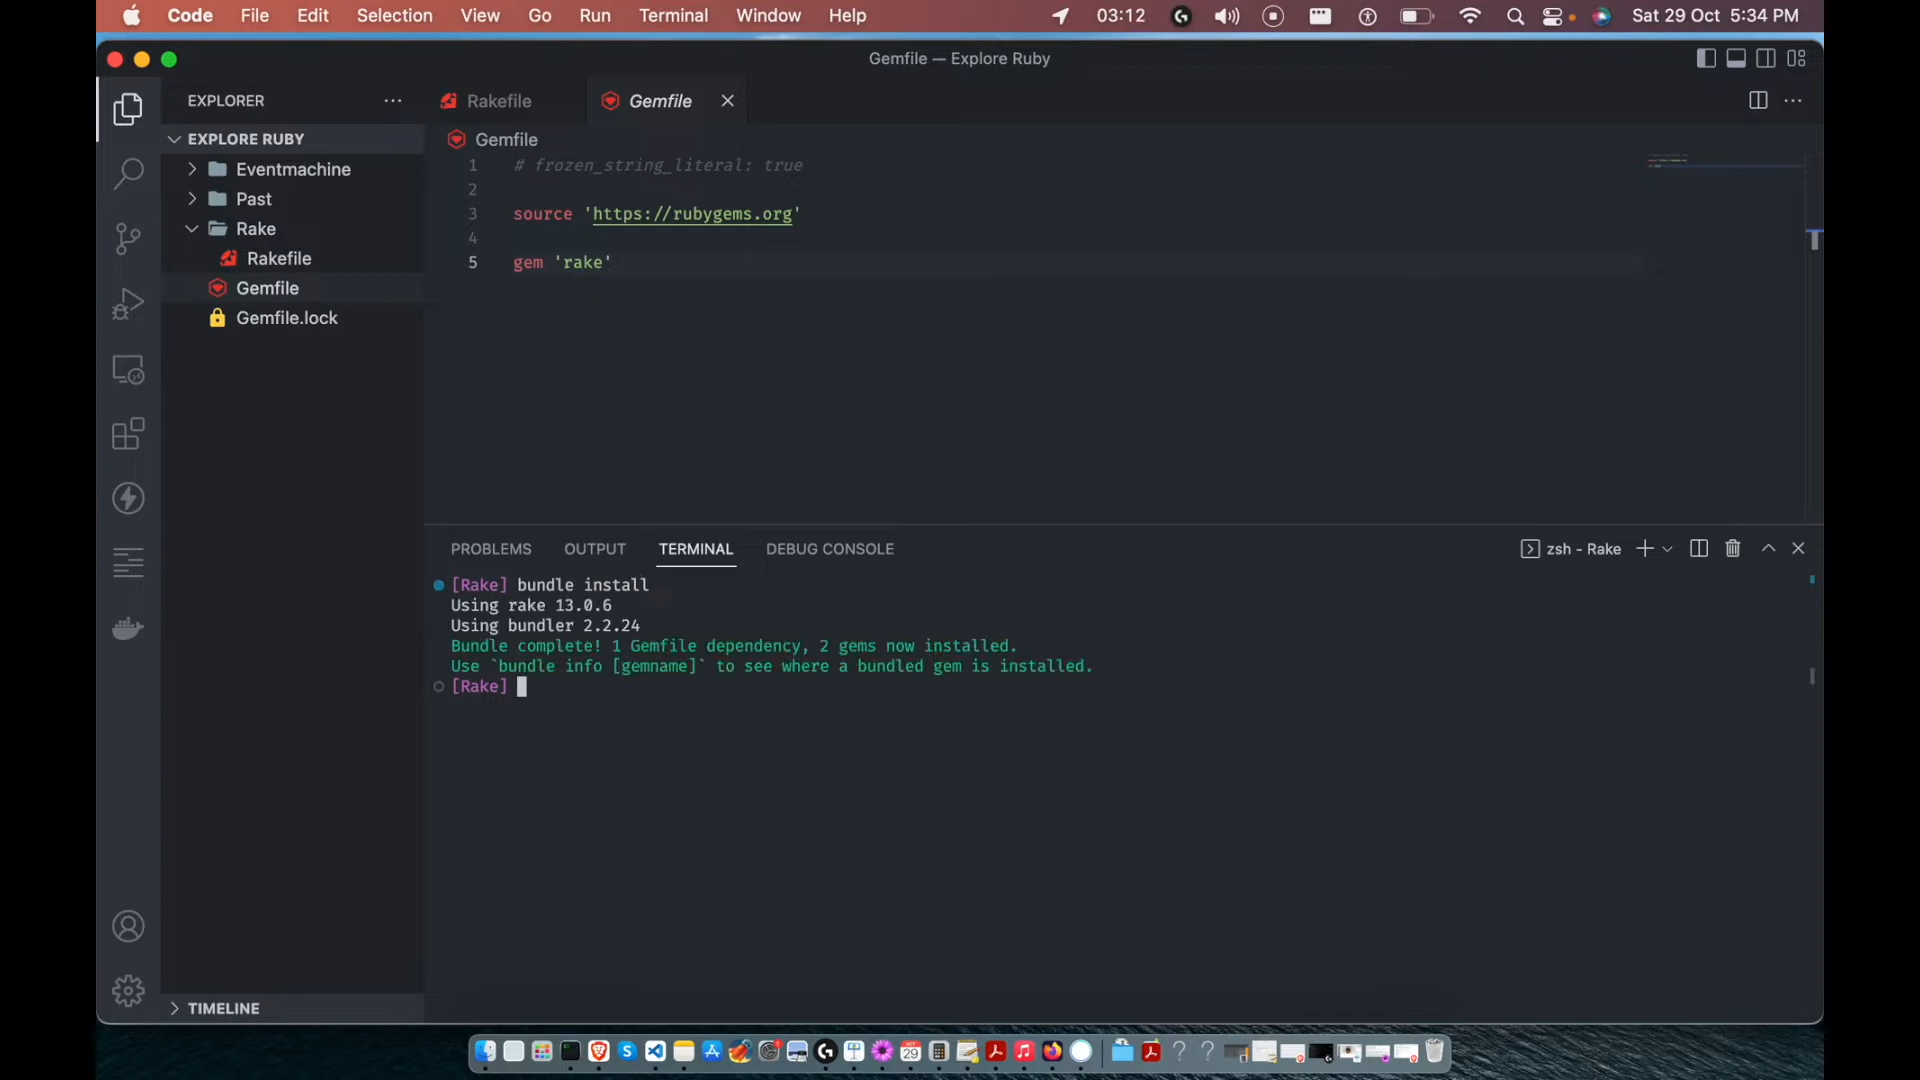 Code File Edit Selection View Go Run Terminal Window Help 03:12 Sat 29 Oct 5:34 PM
Gemfile — Explore Ruby
EXPLORER
Rakefile Gemfile
EXPLORE RUBY
Gemfile
Eventmachine
Past
Rake
Rakefile
Gemfile
Gemfile.lock
1 # frozen_string_literal: true
2
3 source 'https://rubygems.org'
4
5 gem 'rake'
PROBLEMS OUTPUT TERMINAL DEBUG CONSOLE zsh - Rake
[Rake] bundle install
Using rake 13.0.6
Using bundler 2.2.24
Bundle complete! 1 Gemfile dependency, 2 gems now installed.
Use `bundle info [gemname]` to see where a bundled gem is installed.
[Rake]
TIMELINE
29